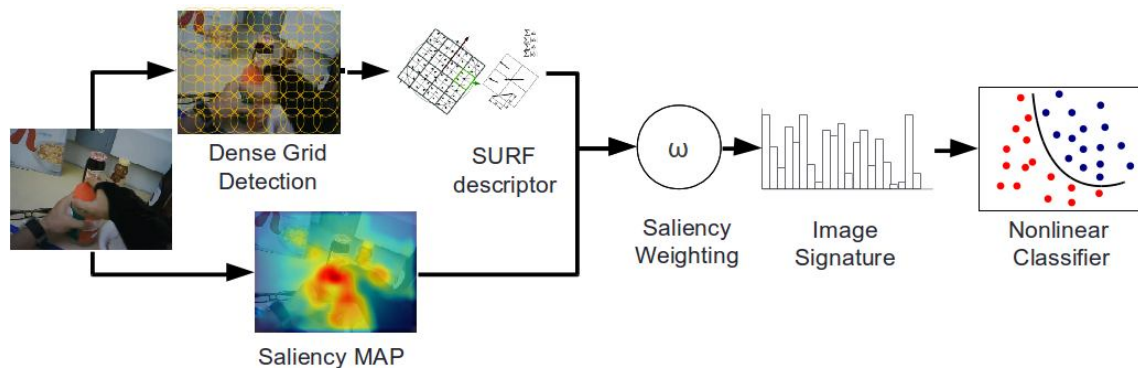 Dense Grid
Detection
SURF
descriptor
Saliency MAP
ω
Saliency
Weighting
Image
Signature
Nonlinear
Classifier